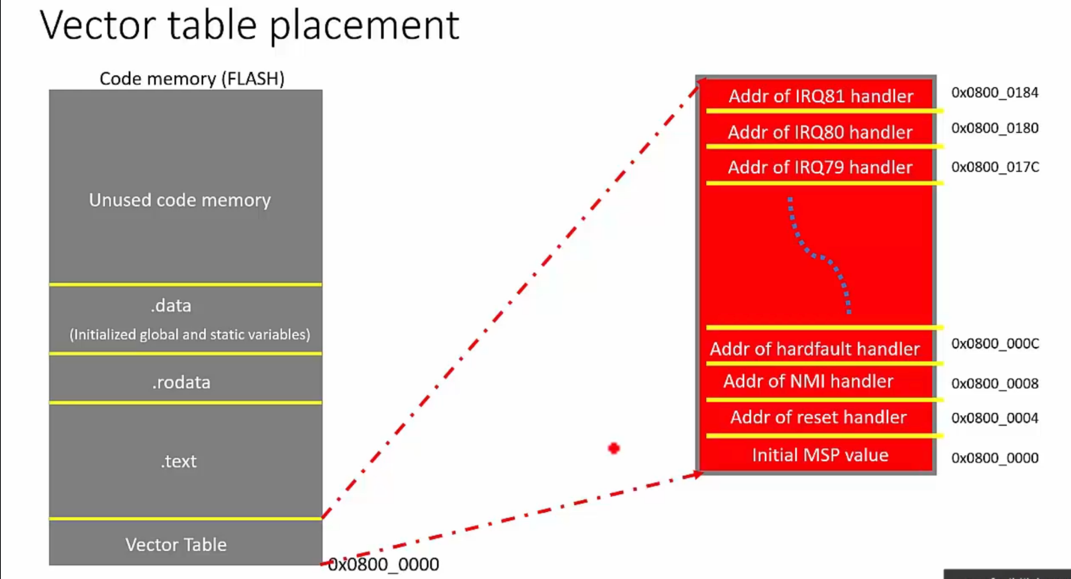 Vector table placement
Code memory (FLASH)
Unused code memory
.data
(Initialized global and static variables)
.rodata
.text
Vector Table
0x0800_0000
Addr of IRQ81 handler
0x0800_0184
Addr of IRQ80 handler
0x0800_0180
Addr of IRQ79 handler
0x0800_017C
Addr of hardfault handler
0x0800_000C
Addr of NMI handler
0x0800_0008
Addr of reset handler
0x0800_0004
Initial MSP value
0x0800_0000